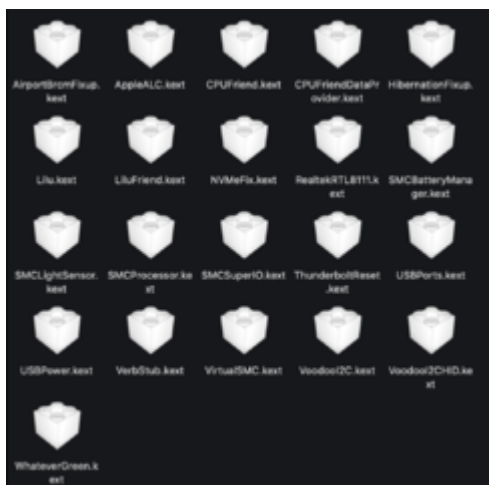 AirportBrcmFixup.
kext
AppleALC.kext
CPUFriend.kext
CPUFriendDataPr
ovider.kext
HibernationFixup.
kext
Lilu.kext
LiluFriend.kext
NVMeFix.kext
RealtekRTL8111.k
ext
SMCBatteryMana
ger.kext
SMCLightSensor.
kext
SMCProcessor.ke
xt
SMCSuperIO.kext
ThunderboltReset
.kext
USBPorts.kext
USBPower.kext
VerbStub.kext
VirtualSMC.kext
VoodooI2C.kext
VoodooI2CHID.ke
xt
WhateverGreen.k
ext